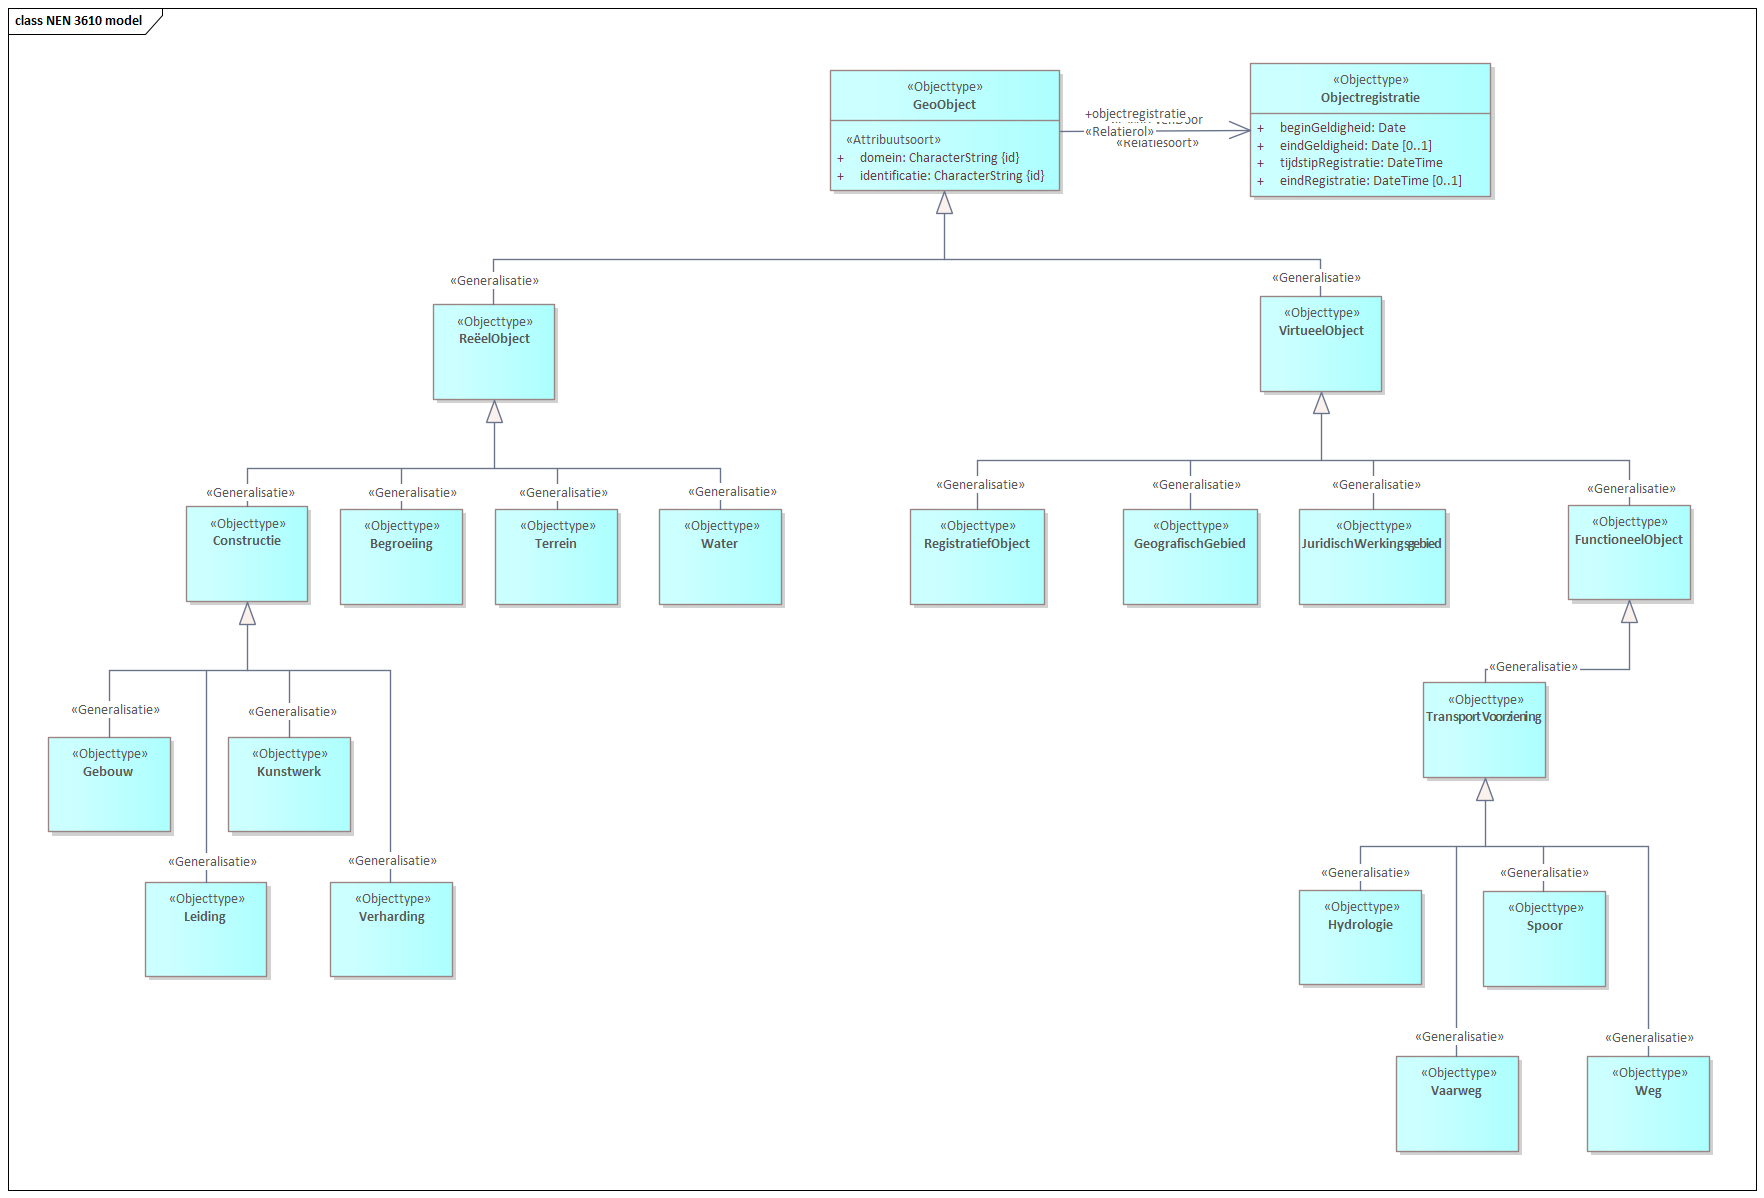 class NEN 3610 model
«Objecttype»
GeoObject
«Attribuutsoort»
+ domein: CharacterString {id}
+ identificatie: CharacterString {id}
+objectregistratie
«Relatierol»
«Relatiesoort»
«Objecttype»
Objectregistratie
+ beginGeldigheid: Date
+ eindGeldigheid: Date [0..1]
+ tijdstipRegistratie: DateTime
+ eindRegistratie: DateTime [0..1]
«Generalisatie»
«Generalisatie»
«Objecttype»
ReëelObject
«Objecttype»
VirtueelObject
«Generalisatie»
«Generalisatie»
«Generalisatie»
«Generalisatie»
«Generalisatie»
«Generalisatie»
«Generalisatie»
«Generalisatie»
«Objecttype»
Constructie
«Objecttype»
Begroeiing
«Objecttype»
Terrein
«Objecttype»
Water
«Objecttype»
RegistratiefObject
«Objecttype»
GeografischGebied
«Objecttype»
JuridischWerkingsgebied
«Objecttype»
FunctioneelObject
«Generalisatie»
«Objecttype»
TransportVoorziening
«Generalisatie»
«Generalisatie»
«Objecttype»
Gebouw
«Objecttype»
Kunstwerk
«Generalisatie»
«Generalisatie»
«Objecttype»
Leiding
«Objecttype»
Verharding
«Generalisatie»
«Generalisatie»
«Objecttype»
Hydrologie
«Objecttype»
Spoor
«Generalisatie»
«Generalisatie»
«Objecttype»
Vaarweg
«Objecttype»
Weg